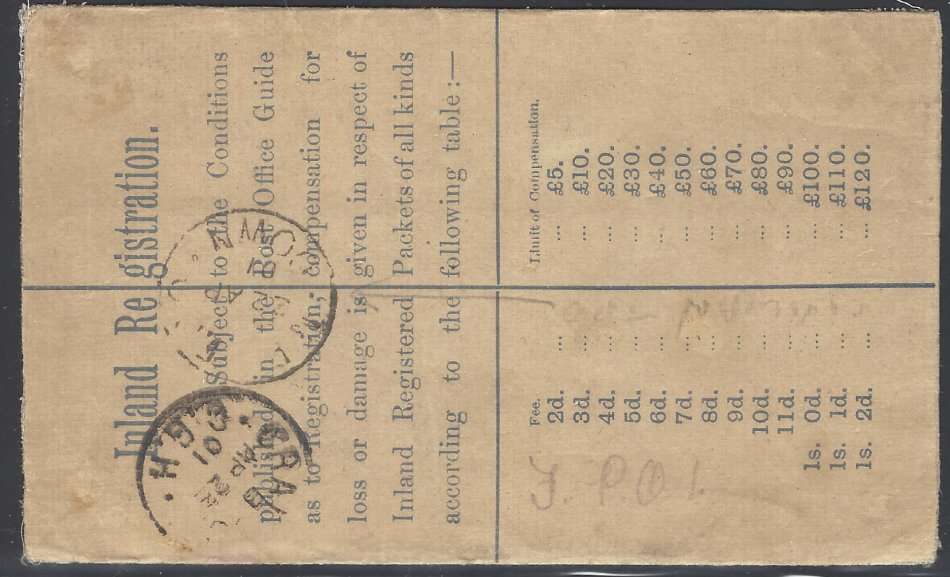 Inland Registration.
Subject to the Conditions
published in the Post Office Guide
as to Registration, compensation for
loss or damage is given in respect of
Inland Registered Packets of all kinds
according to the following table:—
Fee. Limit of Compensation.
2d. ... ... £5.
3d. ... ... £10.
4d. ... ... £20.
5d. ... ... £30.
6d. ... ... £40.
7d. ... ... £50.
8d. ... ... £60.
9d. ... ... £70.
10d. ... ... £80.
11d. ... ... £90.
1s. 0d. ... ... £100.
1s. 1d. ... ... £110.
1s. 2d. ... ... £120.